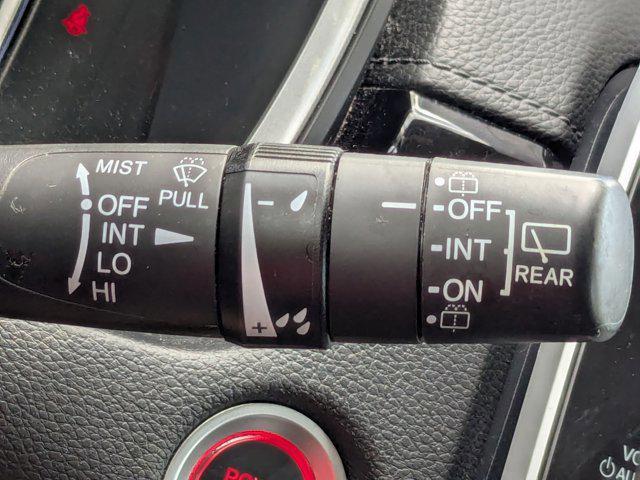 MIST
OFF
INT
LO
HI
PULL
- +
OFF
INT
ON
REAR